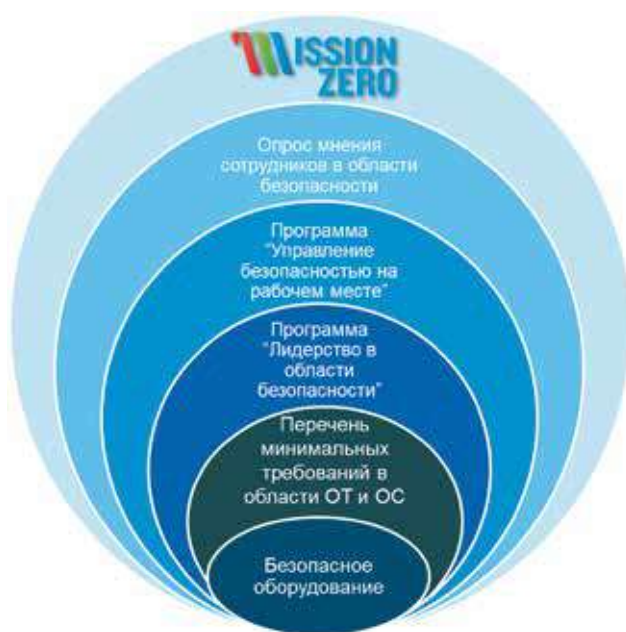 MISSION
ZERO
Опрос мнения
сотрудников в области
безопасности
Программа
"Управление
безопасностью на
рабочем месте"
Программа
"Лидерство в
области
безопасности"
Перечень
минимальных
требований в
области ОТ и ОС
Безопасное
оборудование